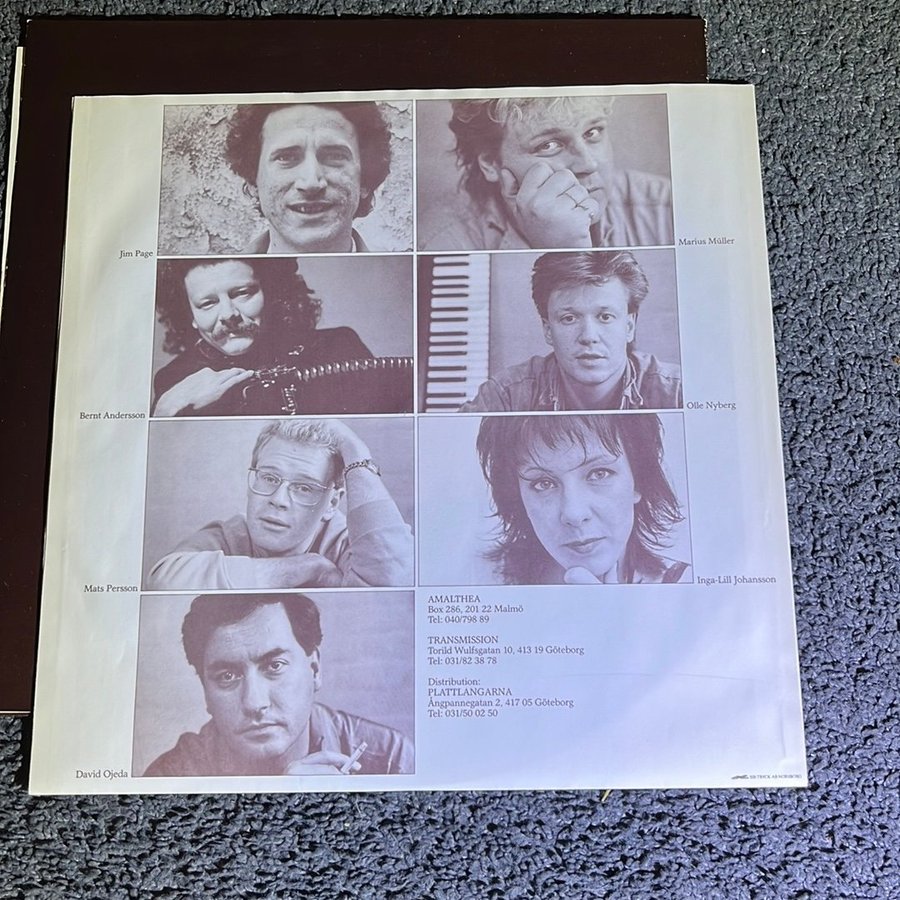 Jim Page
Marius Müller
Bernt Andersson
Olle Nyberg
Mats Persson
Inga-Lill Johansson
AMALTHEA
Box 286, 201 22 Malmö
Tel: 040/798 89
TRANSMISSION
Torild Wulfsgatan 10, 413 19 Göteborg
Tel: 031/82 38 78
Distribution:
PLATTLANGARNA
Ångpannegatan 2, 417 05 Göteborg
Tel: 031/50 02 50
David Ojeda